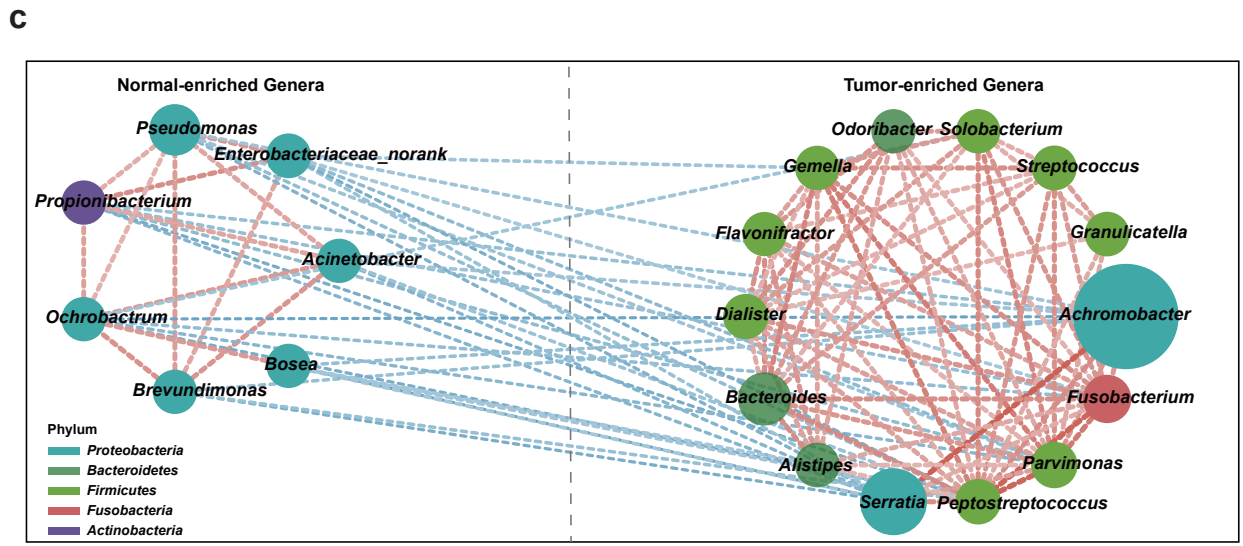 c
Normal-enriched Genera
Tumor-enriched Genera
Pseudomonas
Enterobacteriaceae_norank
Propionibacterium
Acinetobacter
Ochrobactrum
Bosea
Brevundimonas
Odoribacter
Solobacterium
Gemella
Streptococcus
Flavonifractor
Granulicatella
Dialister
Achromobacter
Bacteroides
Fusobacterium
Alistipes
Parvimonas
Serratia
Peptostreptococcus
Phylum
Proteobacteria
Bacteroidetes
Firmicutes
Fusobacteria
Actinobacteria